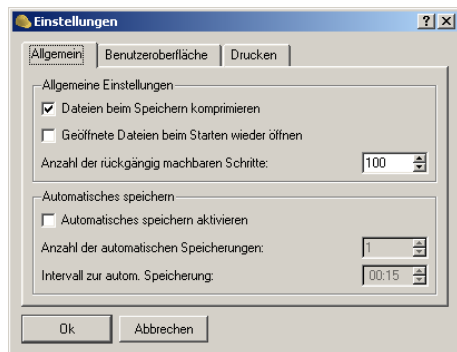 Einstellungen
Allgemein Benutzeroberfläche Drucken
Allgemeine Einstellungen
Dateien beim Speichern komprimieren
Geöffnete Dateien beim Starten wieder öffnen
Anzahl der rückgängig machbaren Schritte: 100
Automatisches speichern
Automatisches speichern aktivieren
Anzahl der automatischen Speicherungen: 1
Intervall zur autom. Speicherung: 00:15
Ok Abbrechen